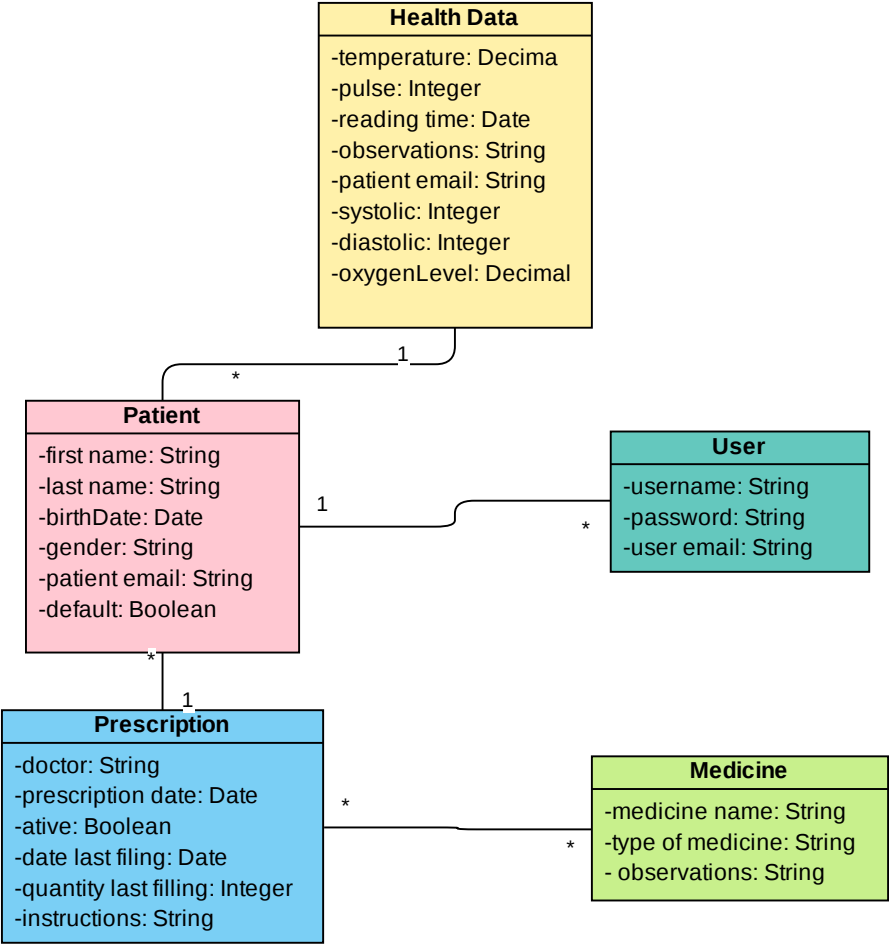 Health Data
-temperature: Decima
-pulse: Integer
-reading time: Date
-observations: String
-patient email: String
-systolic: Integer
-diastolic: Integer
-oxygenLevel: Decimal
1
*
Patient
-first name: String
-last name: String
-birthDate: Date
-gender: String
-patient email: String
-default: Boolean
1
*
User
-username: String
-password: String
-user email: String
*
1
Prescription
-doctor: String
-prescription date: Date
-ative: Boolean
-date last filing: Date
-quantity last filling: Integer
-instructions: String
*
*
Medicine
-medicine name: String
-type of medicine: String
- observations: String